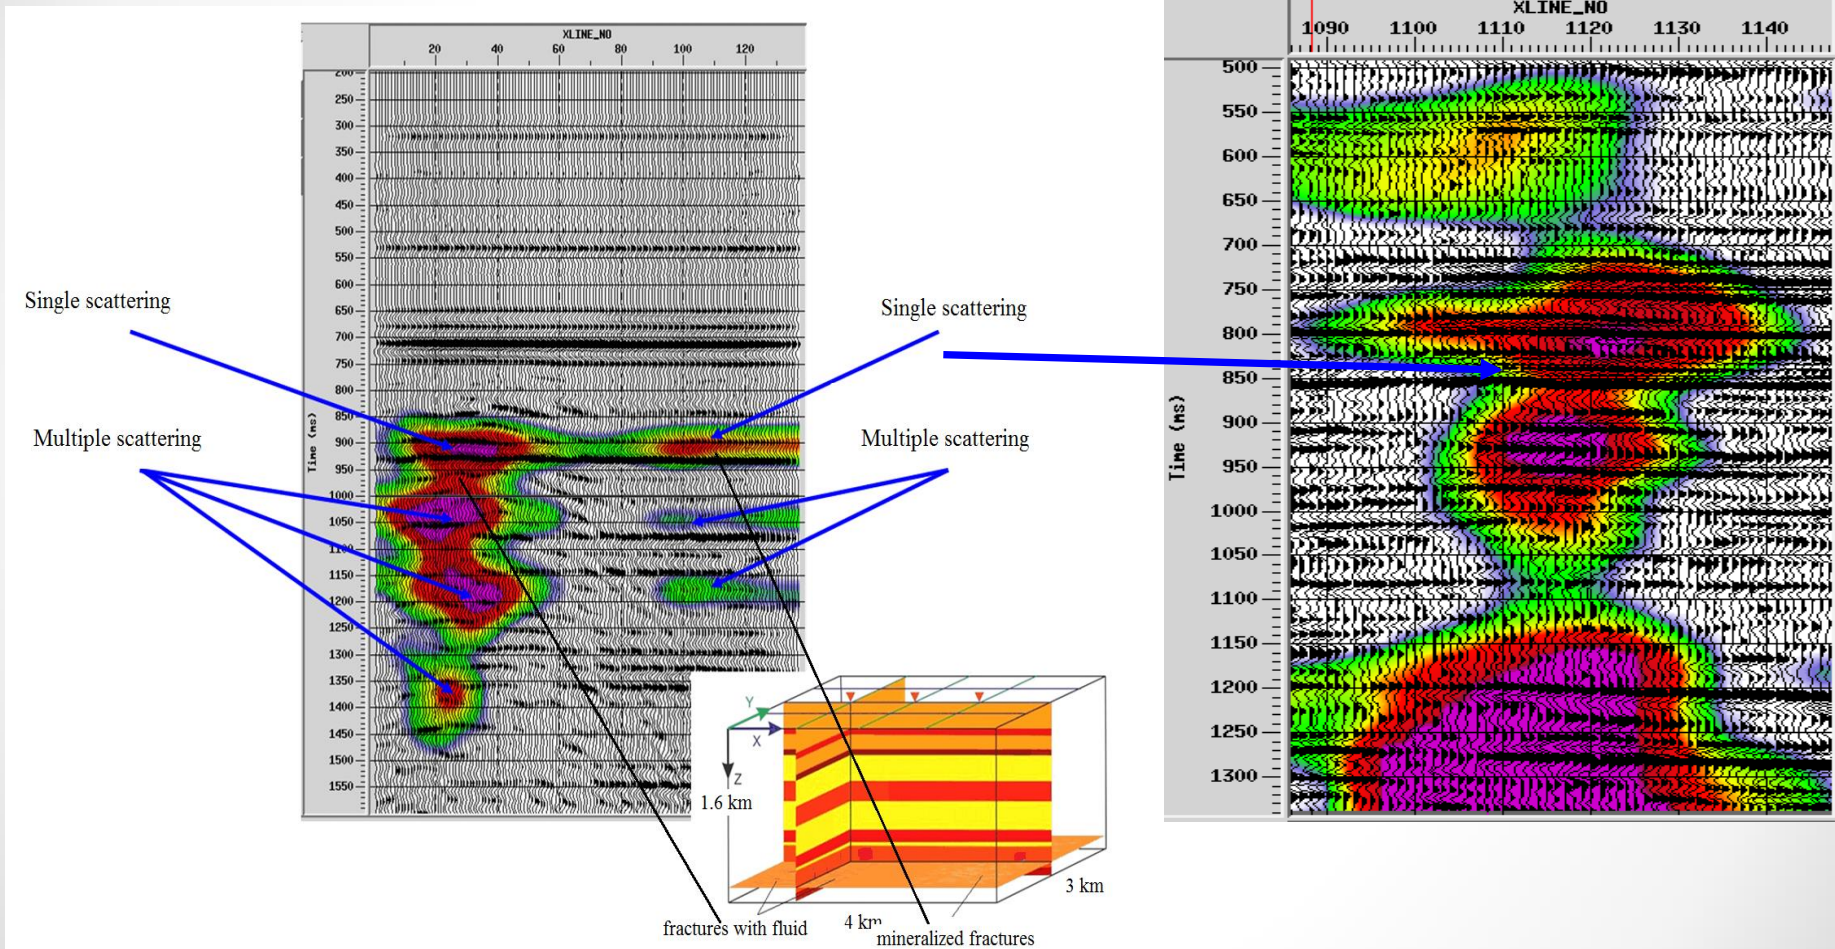 XLINE_NO
20 40 60 80 100 120
200
250
300
350
400
450
500
550
600
650
700
750
800
850
900
950
1000
1050
1100
1150
1200
1250
1300
1350
1400
1450
1500
1550
Time (ms)
Single scattering
Multiple scattering
Single scattering
Multiple scattering
XLINE_NO
1090 1100 1110 1120 1130 1140
500
550
600
650
700
750
800
850
900
950
1000
1050
1100
1150
1200
1250
1300
Time (ms)
Y
X
Z
1.6 km
3 km
4 km
fractures with fluid
mineralized fractures